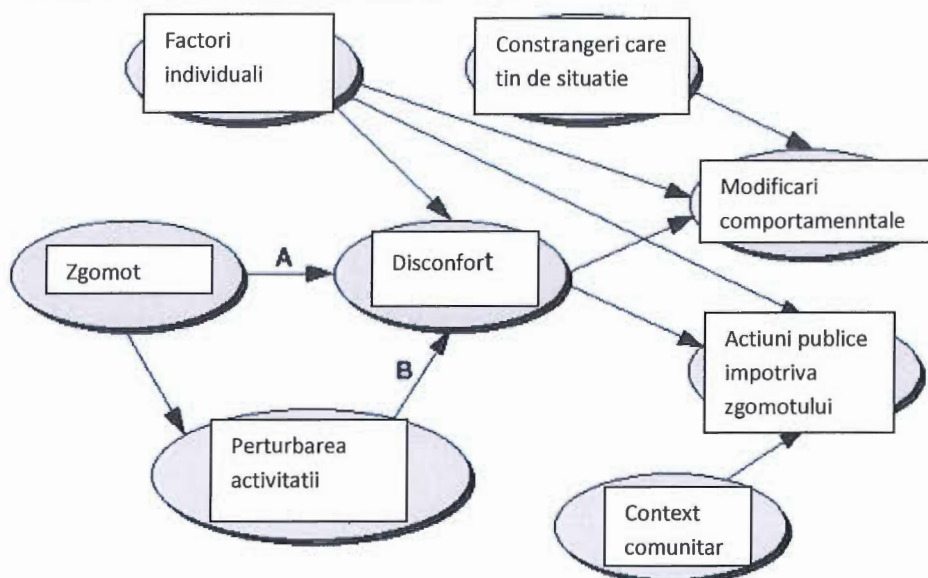 Factori
individuali
Constrangeri care
tin de situatie
Modificari
comportamenntale
Zgomot
A
Disconfort
B
Actiuni publice
impotriva
zgomotului
Perturbarea
activitatii
Context
comunitar